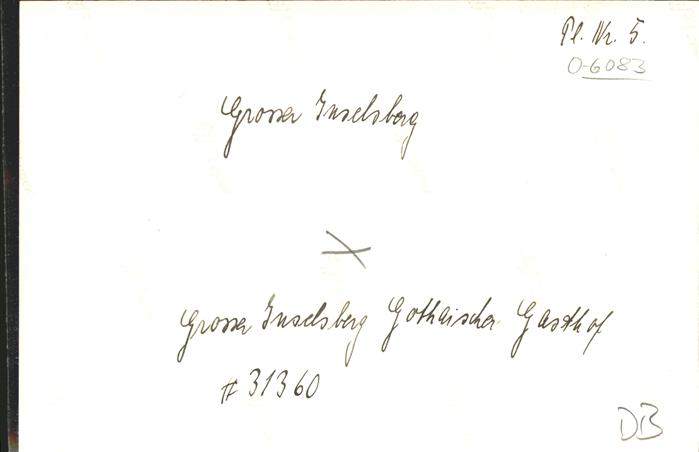 Pl. Nr. 5.
0-6083
Grosser Inselsberg
X
Grosser Inselsberg Gothaischer Gasthof
# 31360
DB